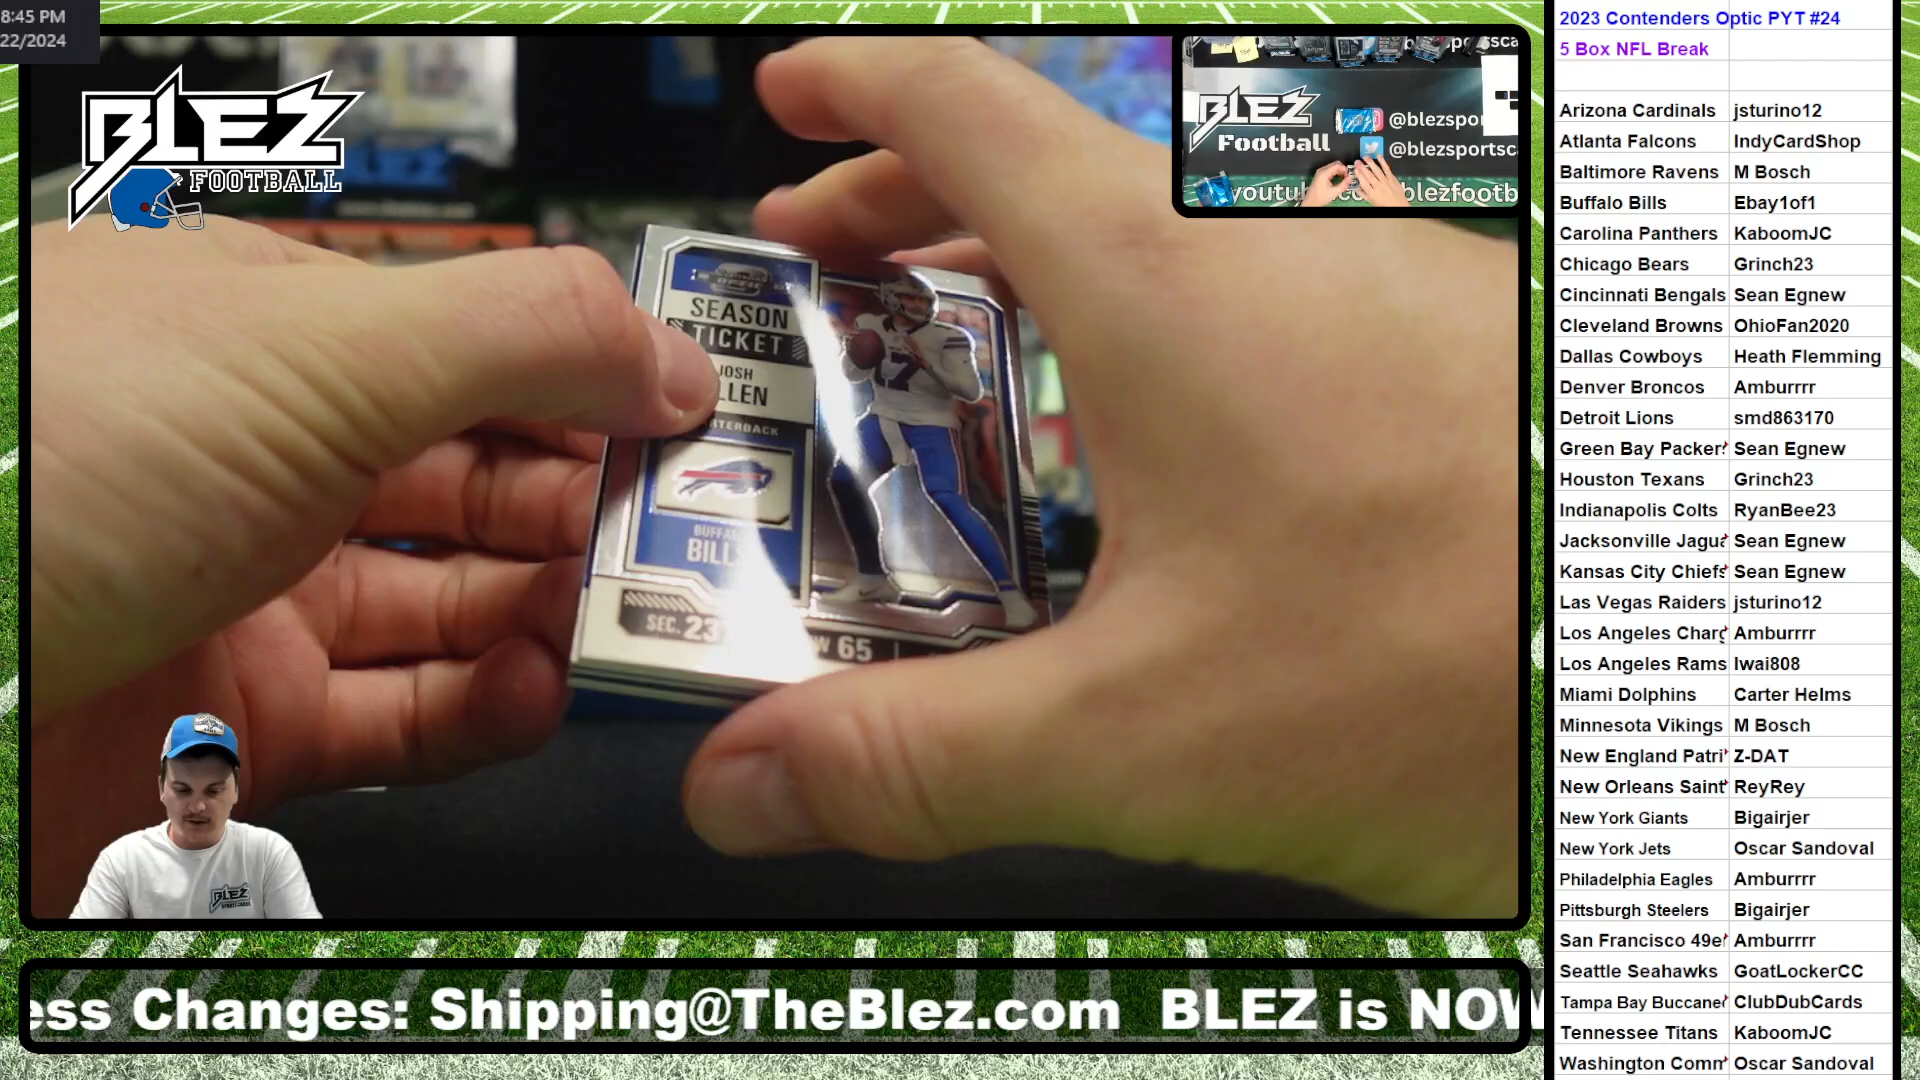 8:45 PM
22/2024
BLEZ
FOOTBALL
SEASON
TICKET
JOSH
LLEN
RTERBACK
17
BUFFA
BILLS
SEC. 23
W 65
BLEZ
Football
@blezspo
@blezsportsc
youtub
blezfootb
BLEZ
ess Changes: Shipping@TheBlez.com BLEZ is NOW
2023 Contenders Optic PYT #24
5 Box NFL Break
Arizona Cardinals jsturino12
Atlanta Falcons IndyCardShop
Baltimore Ravens M Bosch
Buffalo Bills Ebay1of1
Carolina Panthers KaboomJC
Chicago Bears Grinch23
Cincinnati Bengals Sean Egnew
Cleveland Browns OhioFan2020
Dallas Cowboys Heath Flemming
Denver Broncos Amburrrr
Detroit Lions smd863170
Green Bay Packer Sean Egnew
Houston Texans Grinch23
Indianapolis Colts RyanBee23
Jacksonville Jagua Sean Egnew
Kansas City Chiefs Sean Egnew
Las Vegas Raiders jsturino12
Los Angeles Charg Amburrrr
Los Angeles Rams lwai808
Miami Dolphins Carter Helms
Minnesota Vikings M Bosch
New England Patri Z-DAT
New Orleans Saint ReyRey
New York Giants Bigairjer
New York Jets Oscar Sandoval
Philadelphia Eagles Amburrrr
Pittsburgh Steelers Bigairjer
San Francisco 49e Amburrrr
Seattle Seahawks GoatLockerCC
Tampa Bay Buccane ClubDubCards
Tennessee Titans KaboomJC
Washington Comm Oscar Sandoval